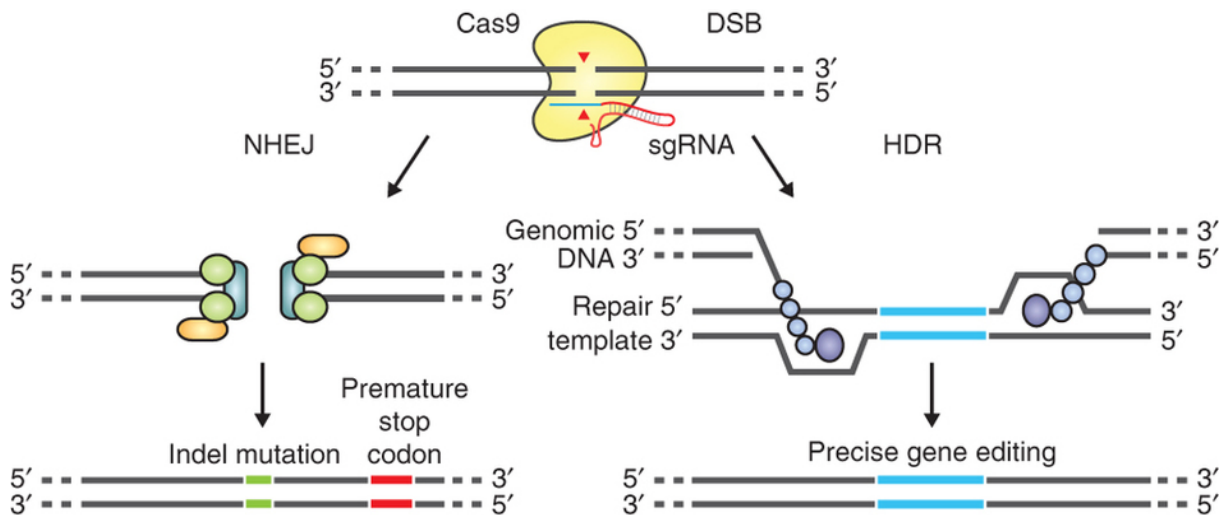 Cas9 DSB
5′ 3′
3′ 5′
NHEJ sgRNA HDR
Genomic 5′ 3′
DNA 3′ 5′
5′ 3′
3′ 5′
Repair 5′ 3′
template 3′ 5′
Premature
stop
codon
Indel mutation
Precise gene editing
5′ 3′
3′ 5′
5′ 3′
3′ 5′